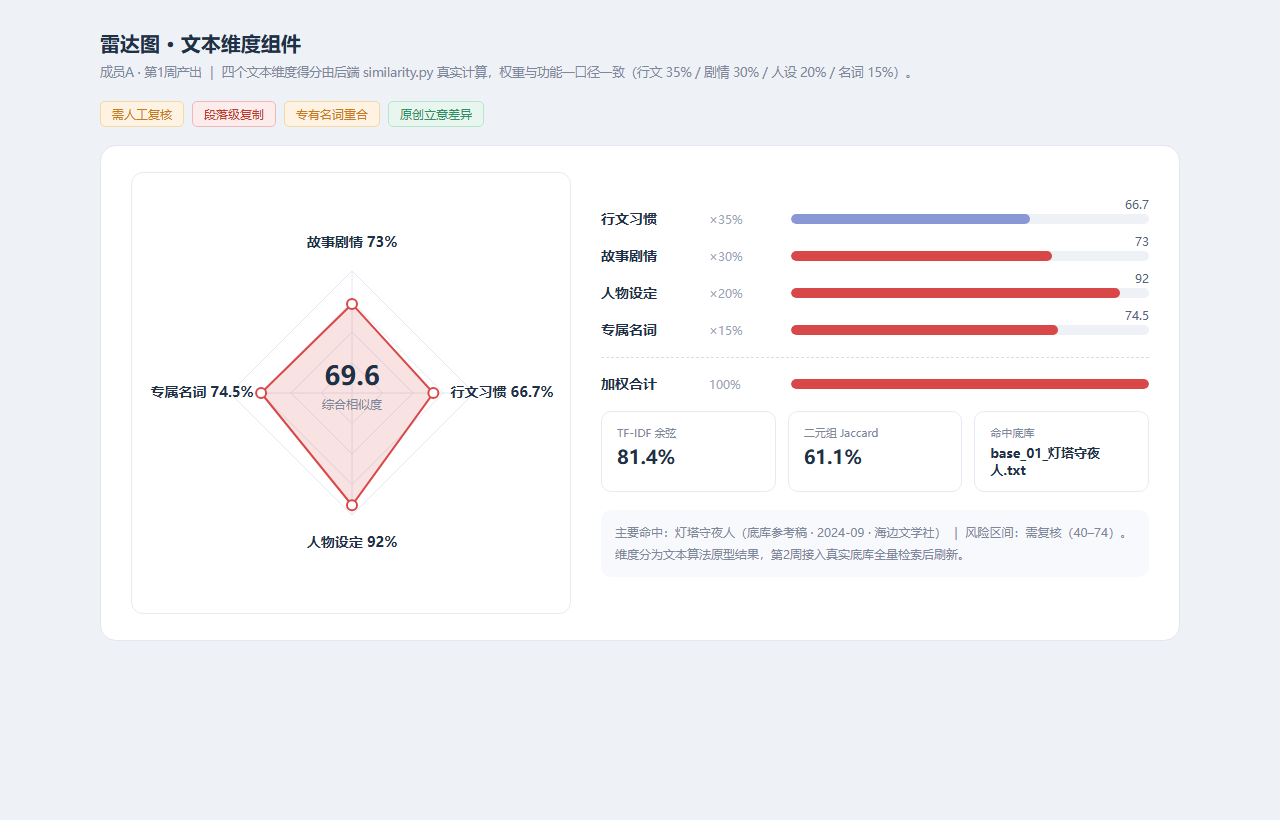 雷达图 · 文本维度组件
成员A · 第1周产出 ｜ 四个文本维度得分由后端 similarity.py 真实计算，权重与功能一口径一致（行文 35% / 剧情 30% / 人设 20% / 名词 15%）。
需人工复核 段落级复制 专有名词重合 原创立意差异
故事剧情 73%
专属名词 74.5%
69.6
综合相似度
行文习惯 66.7%
人物设定 92%
行文习惯 ×35% 66.7
故事剧情 ×30% 73
人物设定 ×20% 92
专属名词 ×15% 74.5
加权合计 100%
TF-IDF 余弦
81.4%
二元组 Jaccard
61.1%
命中底库
base_01_灯塔守夜
人.txt
主要命中：灯塔守夜人（底库参考稿 · 2024-09 · 海边文学社） ｜ 风险区间：需复核（40–74）。
维度分为文本算法原型结果，第2周接入真实底库全量检索后刷新。